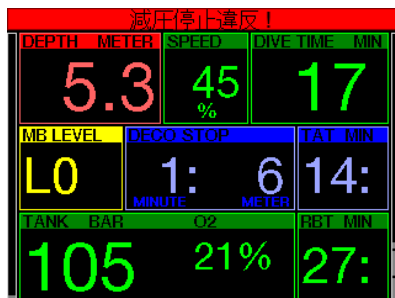 減圧停止違反！
DEPTH METER SPEED DIVE TIME MIN
5.3 45 % 17
MB LEVEL DECO STOP TAT MIN
L0 1: 6 14:
MINUTE METER
TANK BAR O2 RBT MIN
105 21% 27: